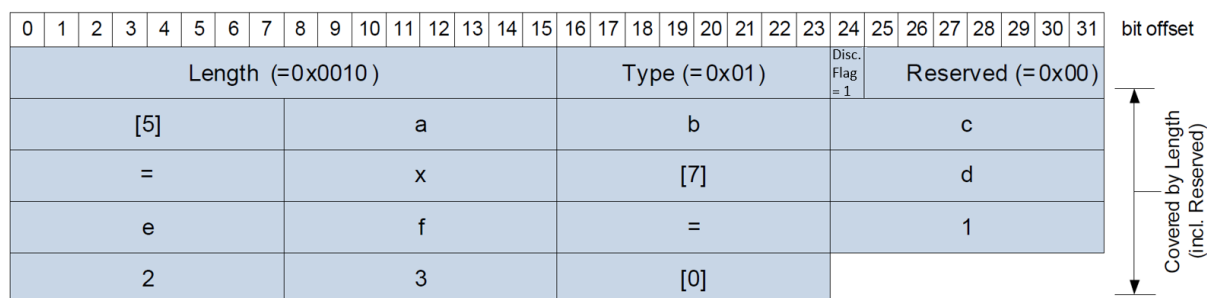 0 1 2 3 4 5 6 7 8 9 10 11 12 13 14 15 16 17 18 19 20 21 22 23 24 25 26 27 28 29 30 31 bit offset
Length (=0x0010)
Type (=0x01)
Disc.
Flag
= 1
Reserved (=0x00)
[5] a b c
= x [7] d
e f = 1
2 3 [0]
Covered by Length
(incl. Reserved)